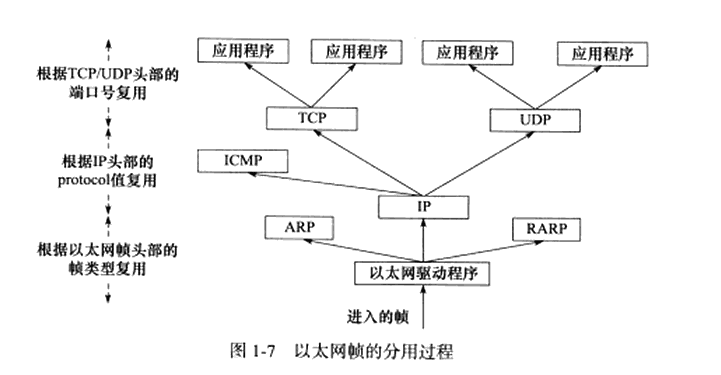 应用程序 应用程序 应用程序 应用程序
根据TCP/UDP头部的
端口号复用
TCP UDP
根据IP头部的
protocol值复用
ICMP
IP
ARP RARP
根据以太网帧头部的
帧类型复用
以太网驱动程序
进入的帧
图 1-7 以太网帧的分用过程